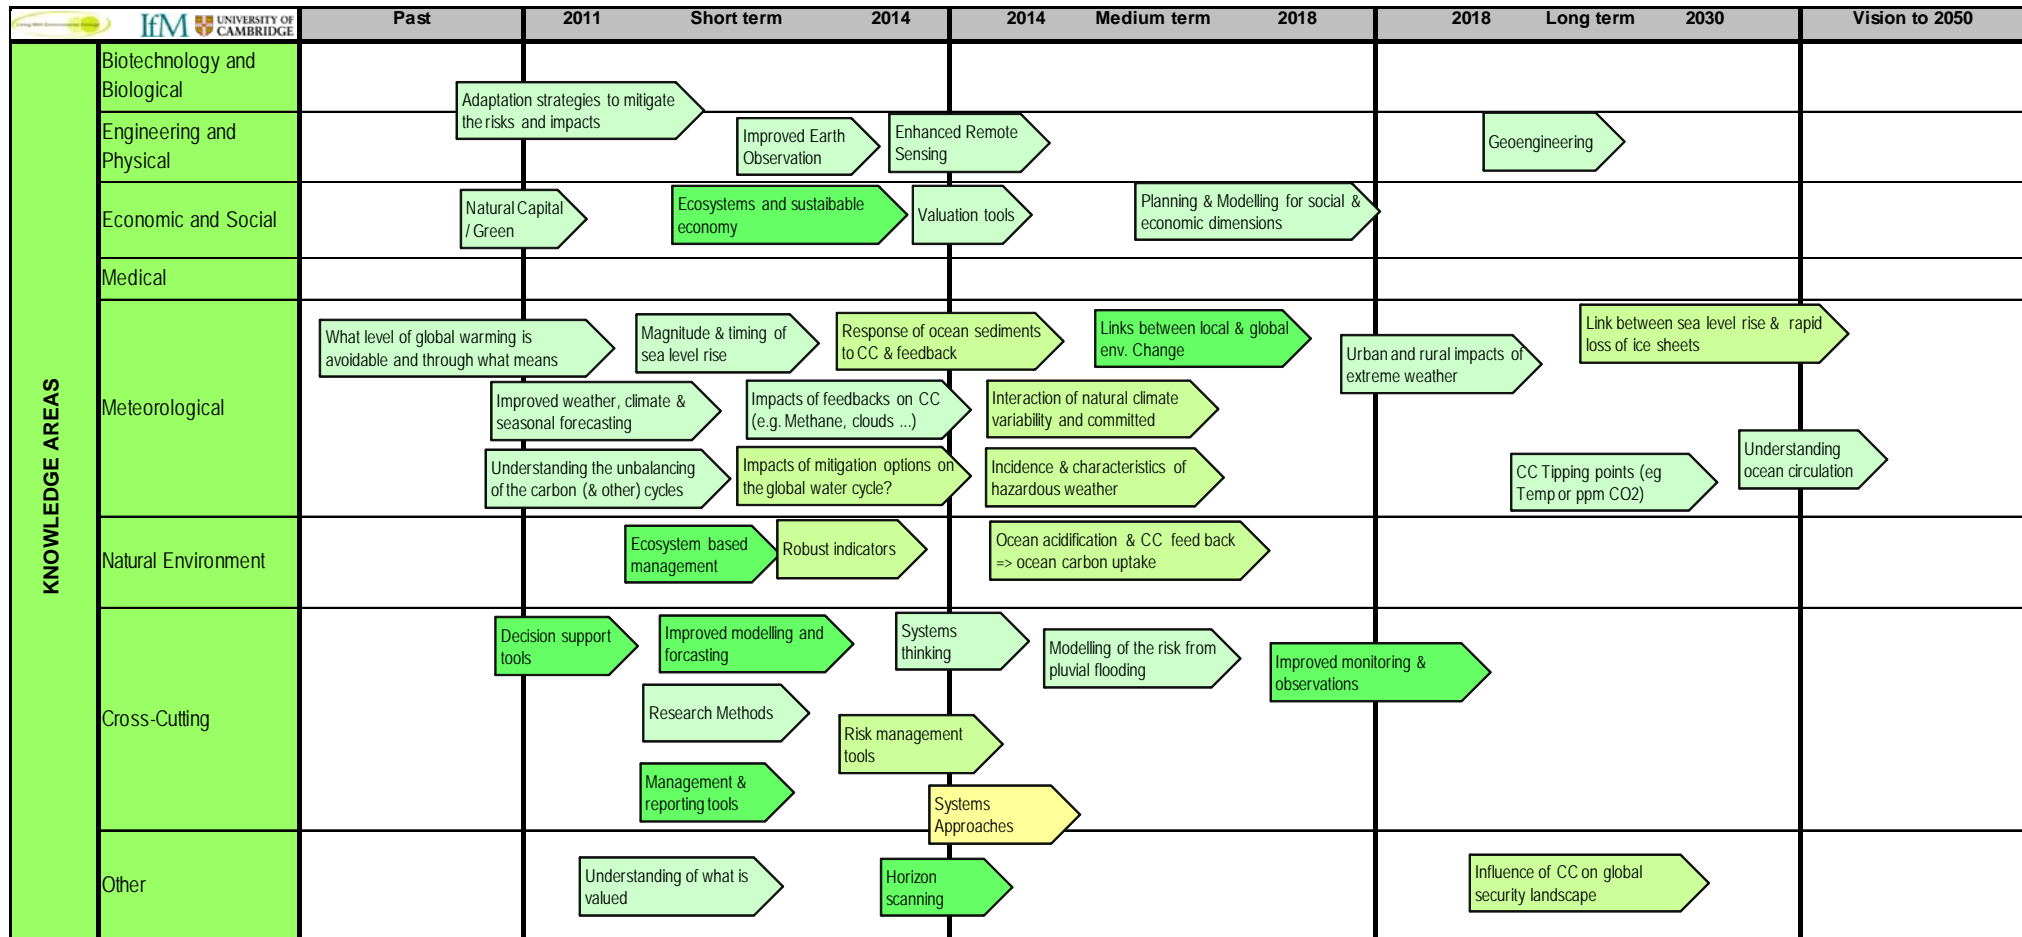 IfM UNIVERSITY OF
CAMBRIDGE
Past
2011 Short term 2014
2014 Medium term 2018
2018 Long term 2030
Vision to 2050
KNOWLEDGE AREAS
Biotechnology and
Biological
Adaptation strategies to mitigate
the risks and impacts
Engineering and
Physical
Improved Earth
Observation
Enhanced Remote
Sensing
Geoengineering
Economic and Social
Natural Capital
/ Green
Ecosystems and sustaibable
economy
Valuation tools
Planning & Modelling for social &
economic dimensions
Medical
Meteorological
What level of global warming is
avoidable and through what means
Magnitude & timing of
sea level rise
Response of ocean sediments
to CC & feedback
Links between local & global
env. Change
Urban and rural impacts of
extreme weather
Link between sea level rise & rapid
loss of ice sheets
Improved weather, climate &
seasonal forecasting
Impacts of feedbacks on CC
(e.g. Methane, clouds ...)
Interaction of natural climate
variability and committed
Understanding the unbalancing
of the carbon (& other) cycles
Impacts of mitigation options on
the global water cycle?
Incidence & characteristics of
hazardous weather
CC Tipping points (eg
Temp or ppm CO2)
Understanding
ocean circulation
Natural Environment
Ecosystem based
management
Robust indicators
Ocean acidification & CC feed back
=> ocean carbon uptake
Cross-Cutting
Decision support
tools
Improved modelling and
forcasting
Systems
thinking
Modelling of the risk from
pluvial flooding
Improved monitoring &
observations
Research Methods
Risk management
tools
Management &
reporting tools
Systems
Approaches
Other
Understanding of what is
valued
Horizon
scanning
Influence of CC on global
security landscape